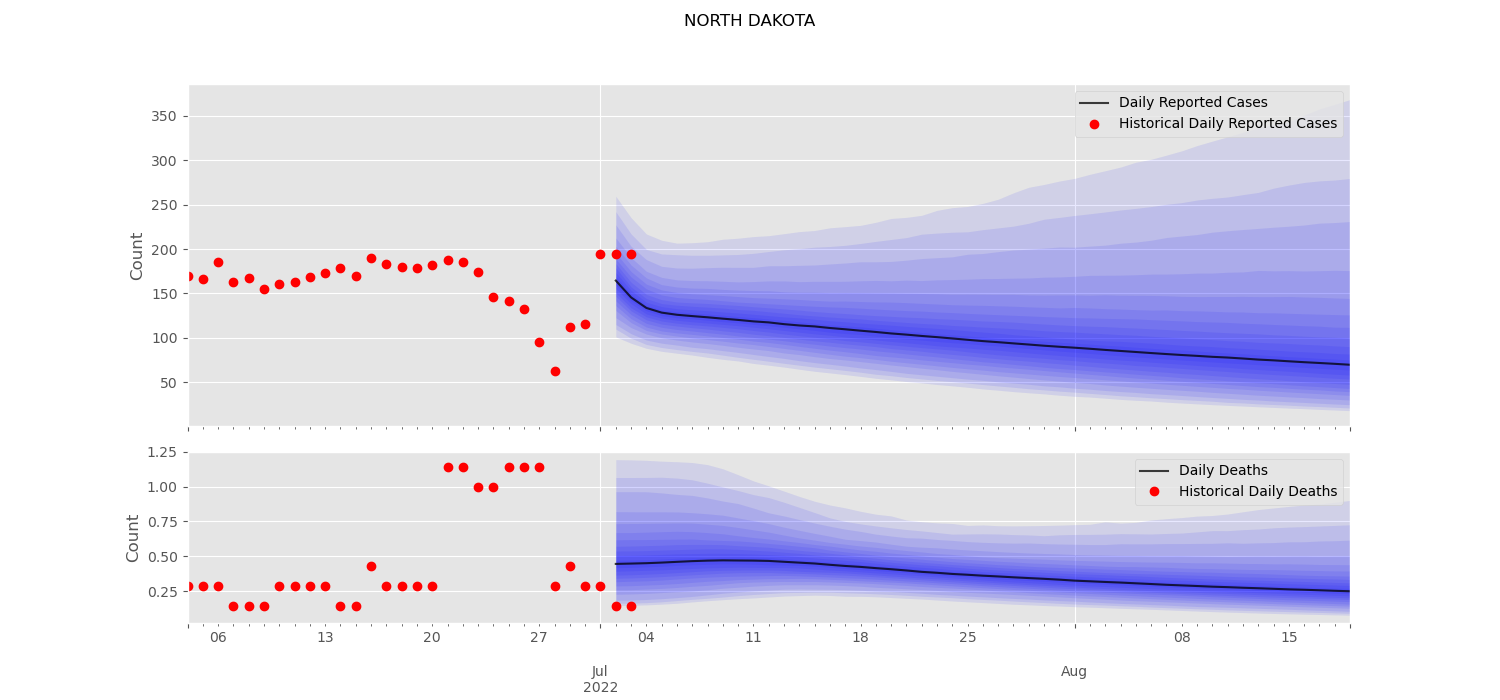 NORTH DAKOTA
Daily Reported Cases
Historical Daily Reported Cases
350
300
250
200
150
100
50
Count
Daily Deaths
Historical Daily Deaths
1.25
1.00
0.75
0.50
0.25
Count
06 13 20 27 04 11 18 25 08 15
Jul Aug
2022